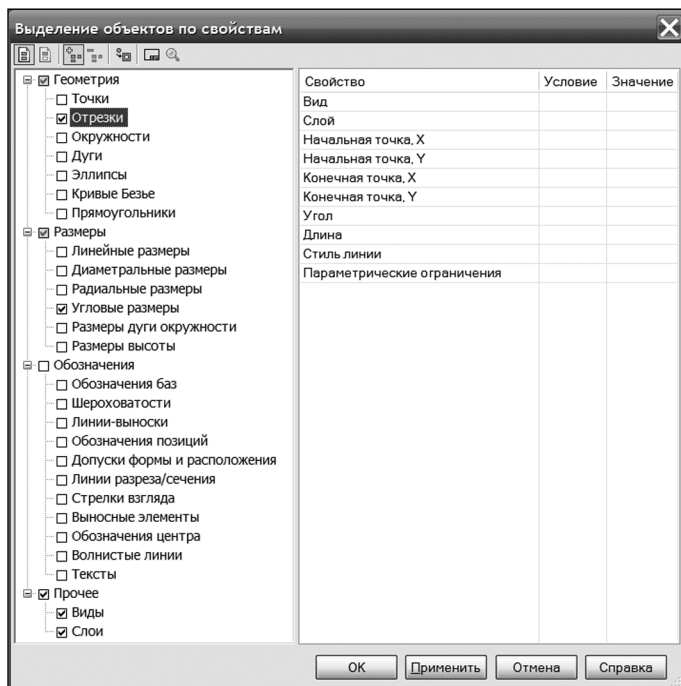 Выделение объектов по свойствам
Геометрия
Точки
Отрезки
Окружности
Дуги
Эллипсы
Кривые Безье
Прямоугольники
Размеры
Линейные размеры
Диаметральные размеры
Радиальные размеры
Угловые размеры
Размеры дуги окружности
Размеры высоты
Обозначения
Обозначения баз
Шероховатости
Линии-выноски
Обозначения позиций
Допуски формы и расположения
Линии разреза/сечения
Стрелки взгляда
Выносные элементы
Обозначения центра
Волнистые линии
Тексты
Прочее
Виды
Слои
Свойство Условие Значение
Вид
Слой
Начальная точка, X
Начальная точка, Y
Конечная точка, X
Конечная точка, Y
Угол
Длина
Стиль линии
Параметрические ограничения
OK Применить Отмена Справка